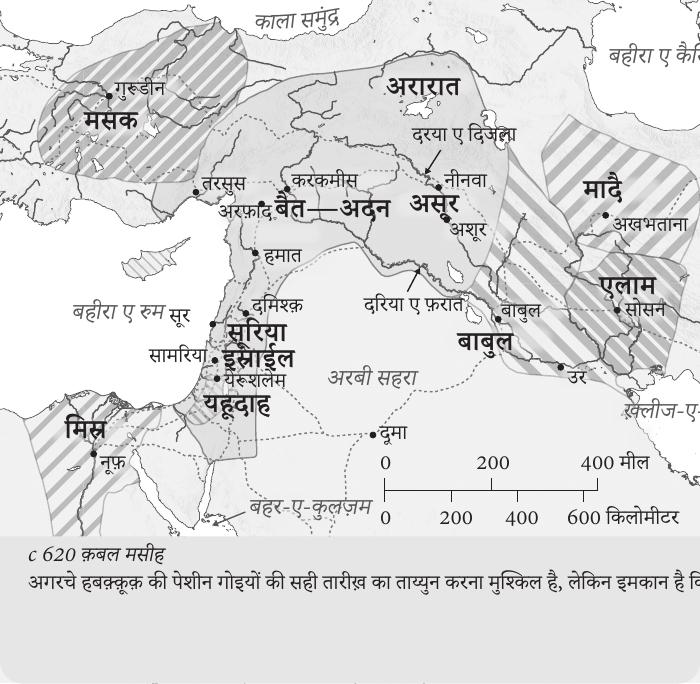 काला समुंद्र
बहीरा ए
गुरूडीन
मसक
अरारात
दरया ए दिजला
तरसुस
करकमीस
नीनवा
मादै
अरफ़ाद
बैत—अदन
असूर
अखभताना
अशूर
हमात
एलाम
बहीरा ए रुम
सूर
दमिश्क़
दरिया ए फ़रात
बाबुल
सोसन
सूरिया
बाबुल
सामरिया
इस्राईल
येरूशलेम
अरबी सहरा
उर
यहूदाह
ख़लीज-ए-
मिस्र
दूमा
नूफ़
0 200 400 मील
बहर-ए-कुलज़म
0 200 400 600 किलोमीटर
c 620 क़बल मसीह
अगरचे हबक़्क़ूक़ की पेशीन गोइयों की सही तारीख़ का ताय्युन करना मुश्किल है, लेकिन इमकान है